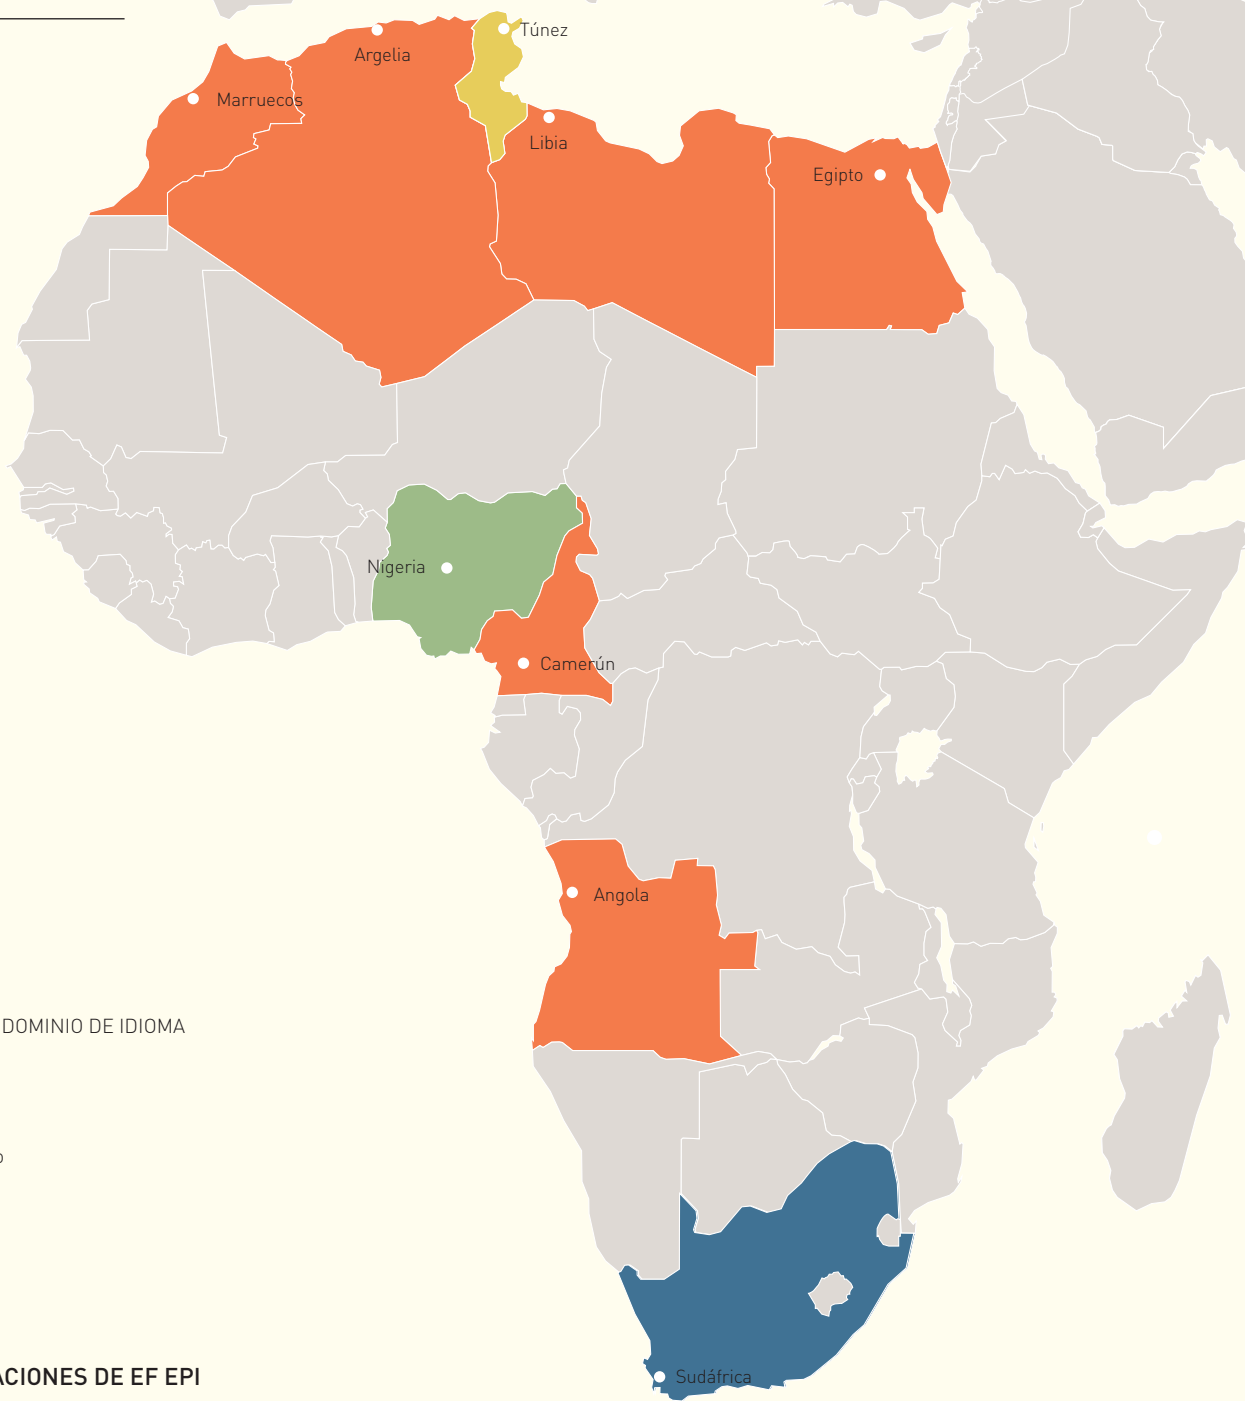 Túnez
Argelia
Marruecos
Libia
Egipto
Nigeria
Camerún
Angola
DOMINIO DE IDIOMA
o
ACIONES DE EF EPI
Sudáfrica